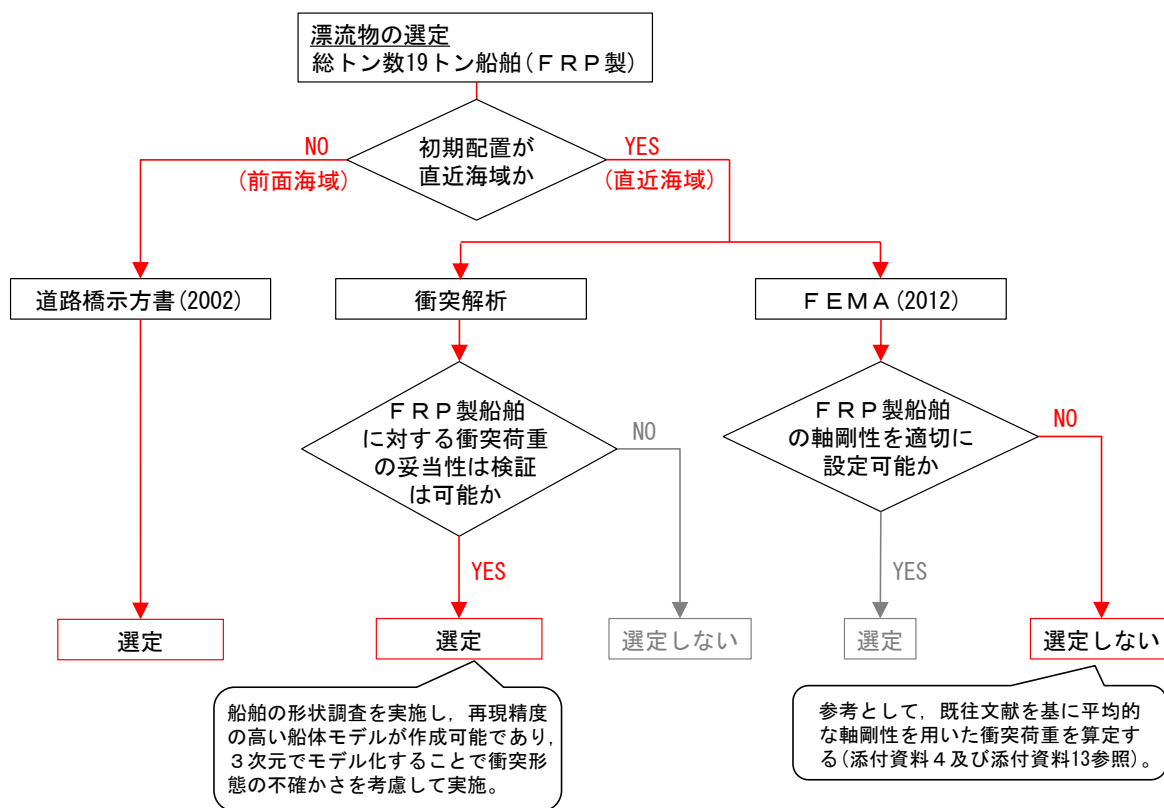 漂流物の選定
総トン数19トン船舶(ＦＲＰ製)
初期配置が
直近海域か
NO
(前面海域)
YES
(直近海域)
道路橋示方書(2002)
衝突解析
ＦＥＭＡ(2012)
ＦＲＰ製船舶
に対する衝突荷重
の妥当性は検証
は可能か
NO
YES
ＦＲＰ製船舶
の軸剛性を適切に
設定可能か
NO
YES
選定
選定
選定しない
選定
選定しない
船舶の形状調査を実施し，再現精度
の高い船体モデルが作成可能であり，
３次元でモデル化することで衝突形
態の不確かさを考慮して実施。
参考として，既往文献を基に平均的
な軸剛性を用いた衝突荷重を算定す
る(添付資料４及び添付資料13参照)。